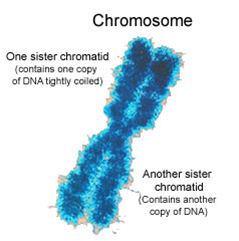 Chromosome
One sister chromatid
(contains one copy
of DNA tightly coiled)
Another sister
chromatid
(Contains another
copy of DNA)